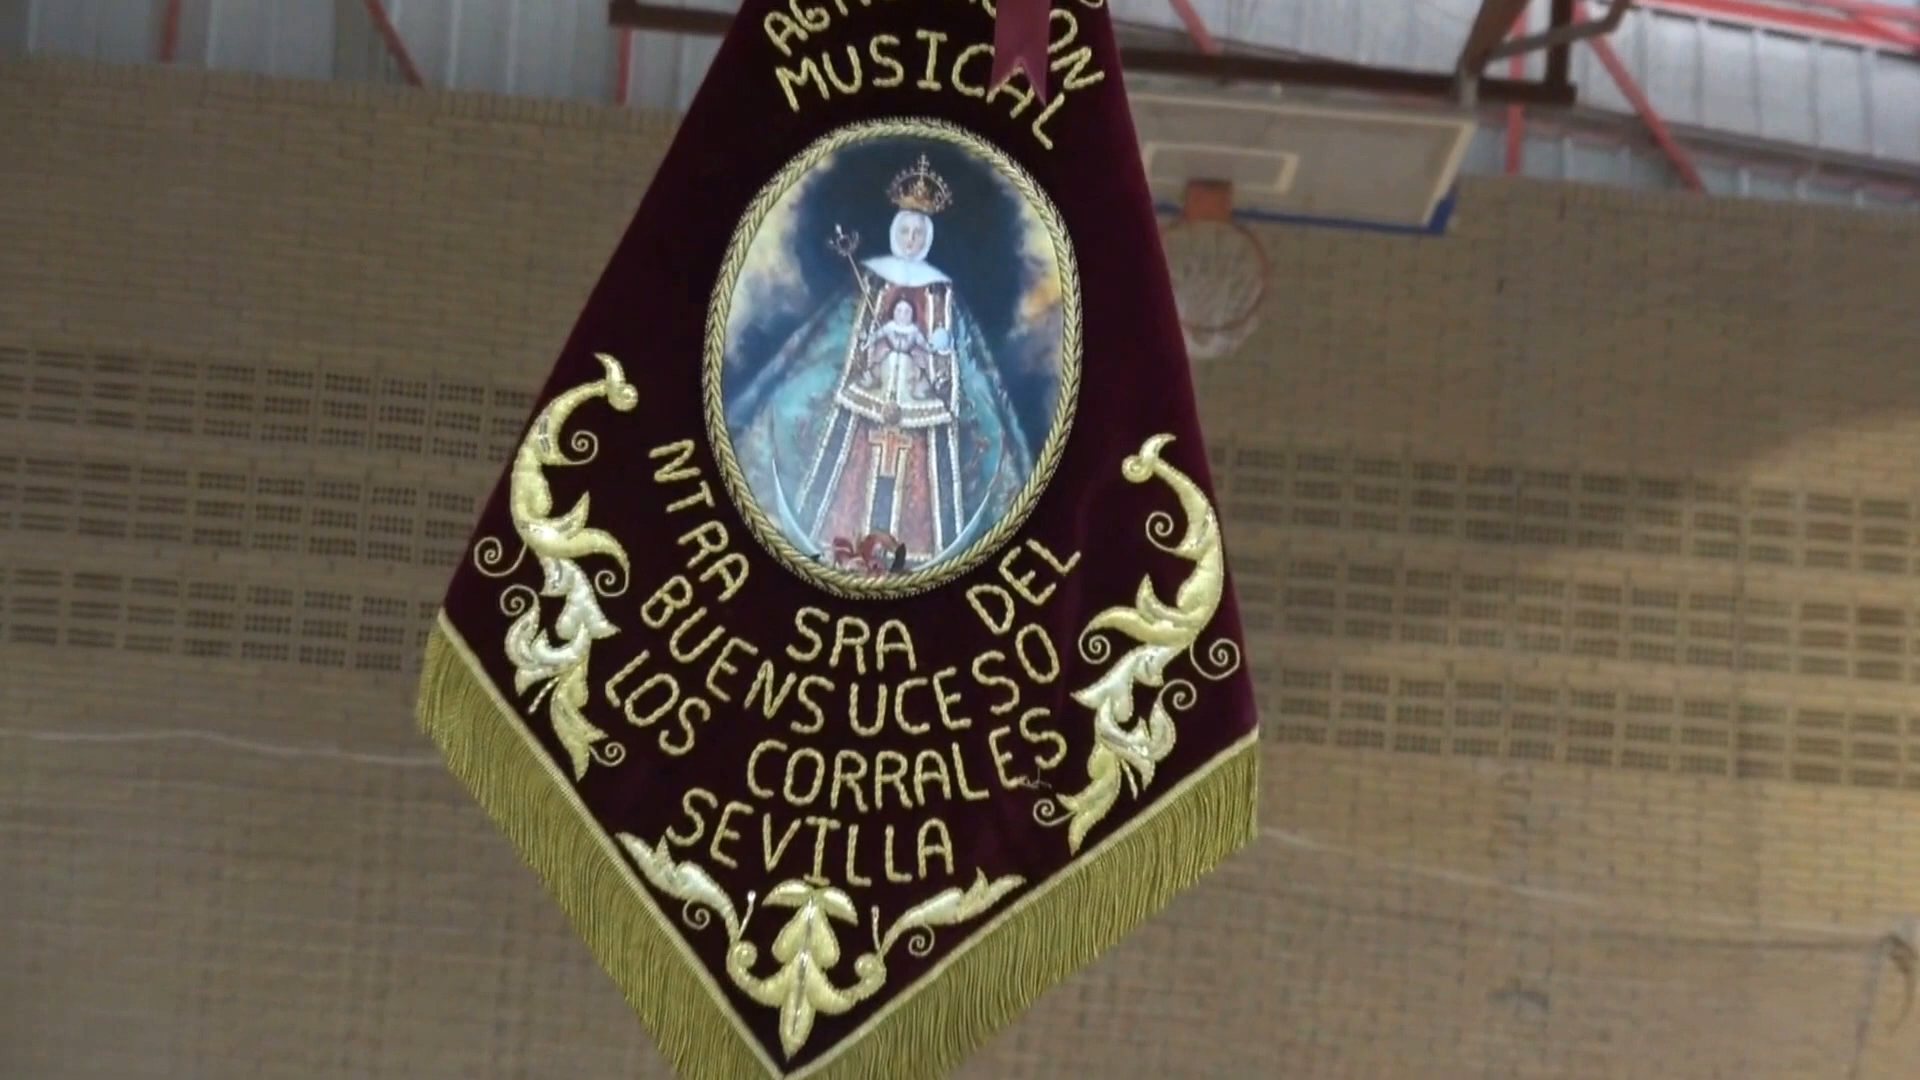 MUSICAL
NTRA SRA DEL
BUENSUCESO
LOS CORRALES
SEVILLA